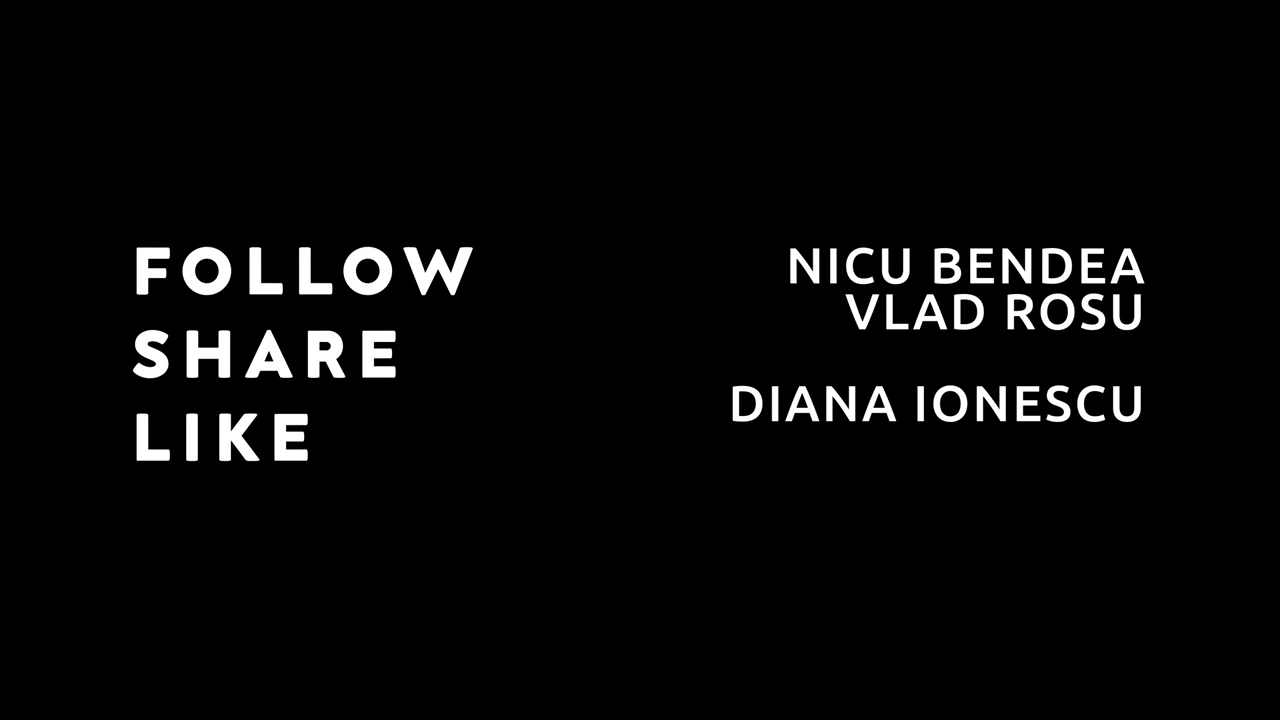 FOLLOW
SHARE
LIKE
NICU BENDEA
VLAD ROSU
DIANA IONESCU